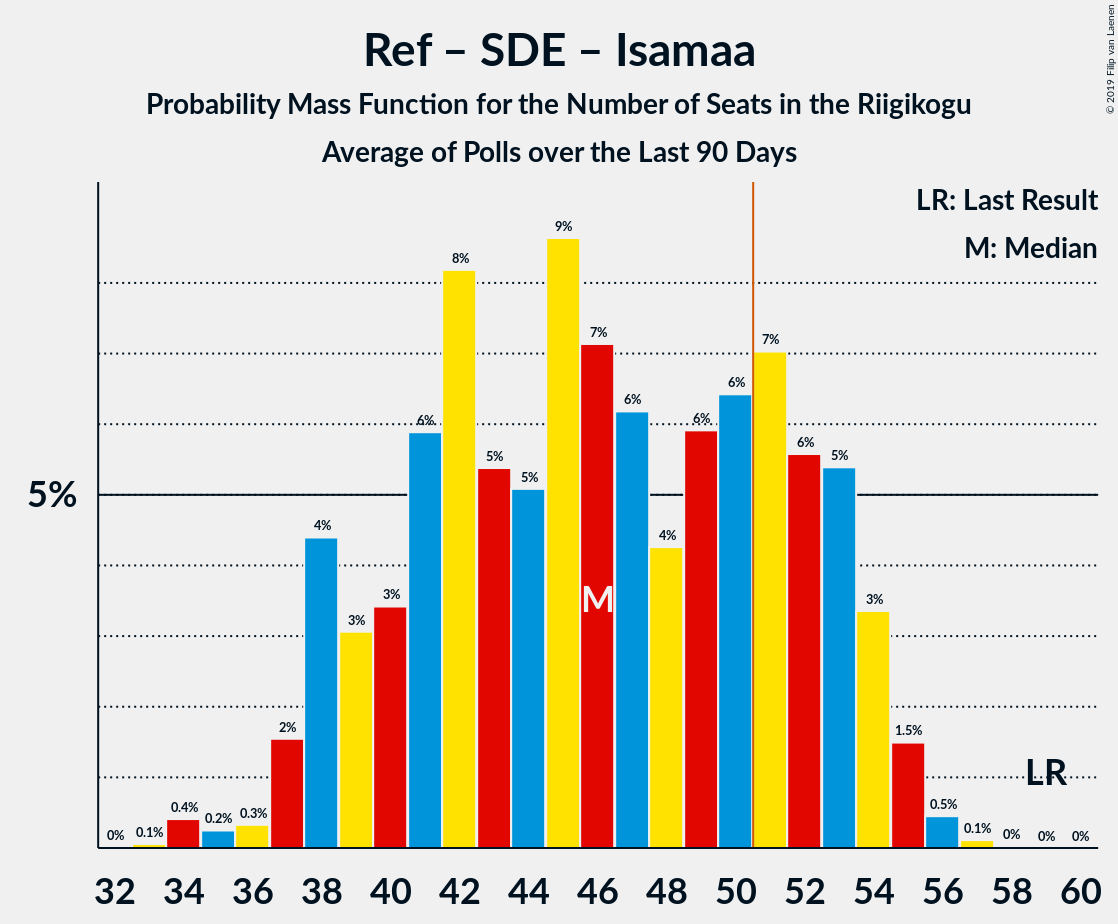 © 2019 Filip van Laenen
Ref – SDE – Isamaa
Probability Mass Function for the Number of Seats in the Riigikogu
Average of Polls over the Last 90 Days
LR: Last Result
M: Median
5%
0% 0.1% 0.4% 0.2% 0.3% 2% 4% 3% 3% 6% 8% 5% 5% 9% 7% 6% 4% 6% 6% 7% 6% 5% 3% 1.5% 0.5% 0.1% 0% 0% 0%
M
LR
32 34 36 38 40 42 44 46 48 50 52 54 56 58 60